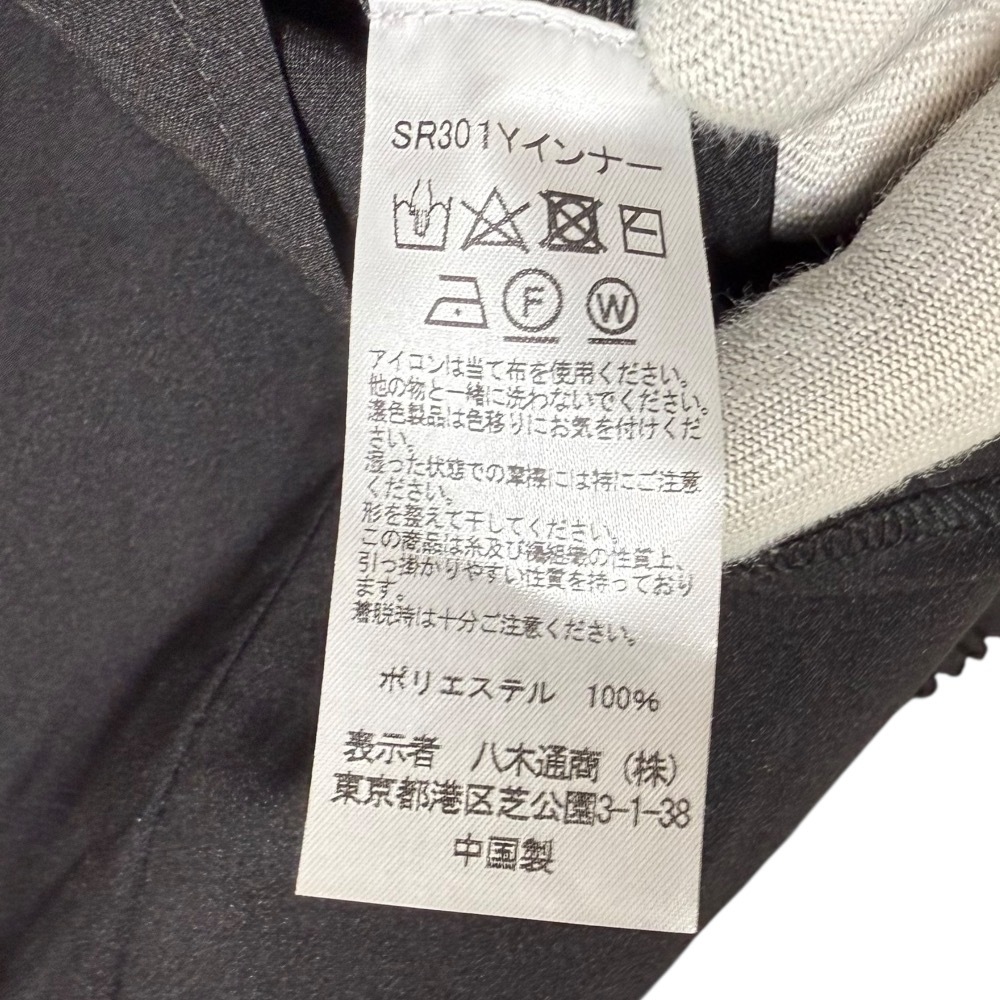 SR301Yインナー
F
W
アイロンは当て布を使用ください。
他の物と一緒に洗わないでください。
濃色製品は色移りにお気を付けくだ
さい。
湿った状態での摩擦には特にご注意
ください。
形を整えて干してください。
この商品は糸及び編組織の性質上、
引っ掛かりやすい性質を持っており
ます。
着脱時は十分ご注意ください。
ポリエステル 100%
表示者 八木通商（株）
東京都港区芝公園3-1-38
中国製